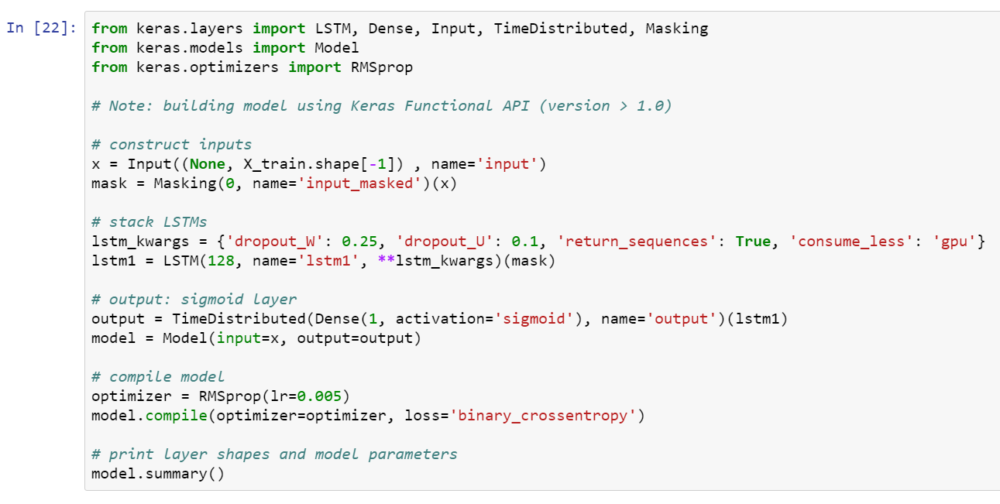 In [22]:
from keras.layers import LSTM, Dense, Input, TimeDistributed, Masking
from keras.models import Model
from keras.optimizers import RMSprop
# Note: building model using Keras Functional API (version > 1.0)
# construct inputs
x = Input((None, X_train.shape[-1]) , name='input')
mask = Masking(0, name='input_masked')(x)
# stack LSTMs
lstm_kwargs = {'dropout_W': 0.25, 'dropout_U': 0.1, 'return_sequences': True, 'consume_less': 'gpu'}
lstm1 = LSTM(128, name='lstm1', **lstm_kwargs)(mask)
# output: sigmoid layer
output = TimeDistributed(Dense(1, activation='sigmoid'), name='output')(lstm1)
model = Model(input=x, output=output)
# compile model
optimizer = RMSprop(lr=0.005)
model.compile(optimizer=optimizer, loss='binary_crossentropy')
# print layer shapes and model parameters
model.summary()